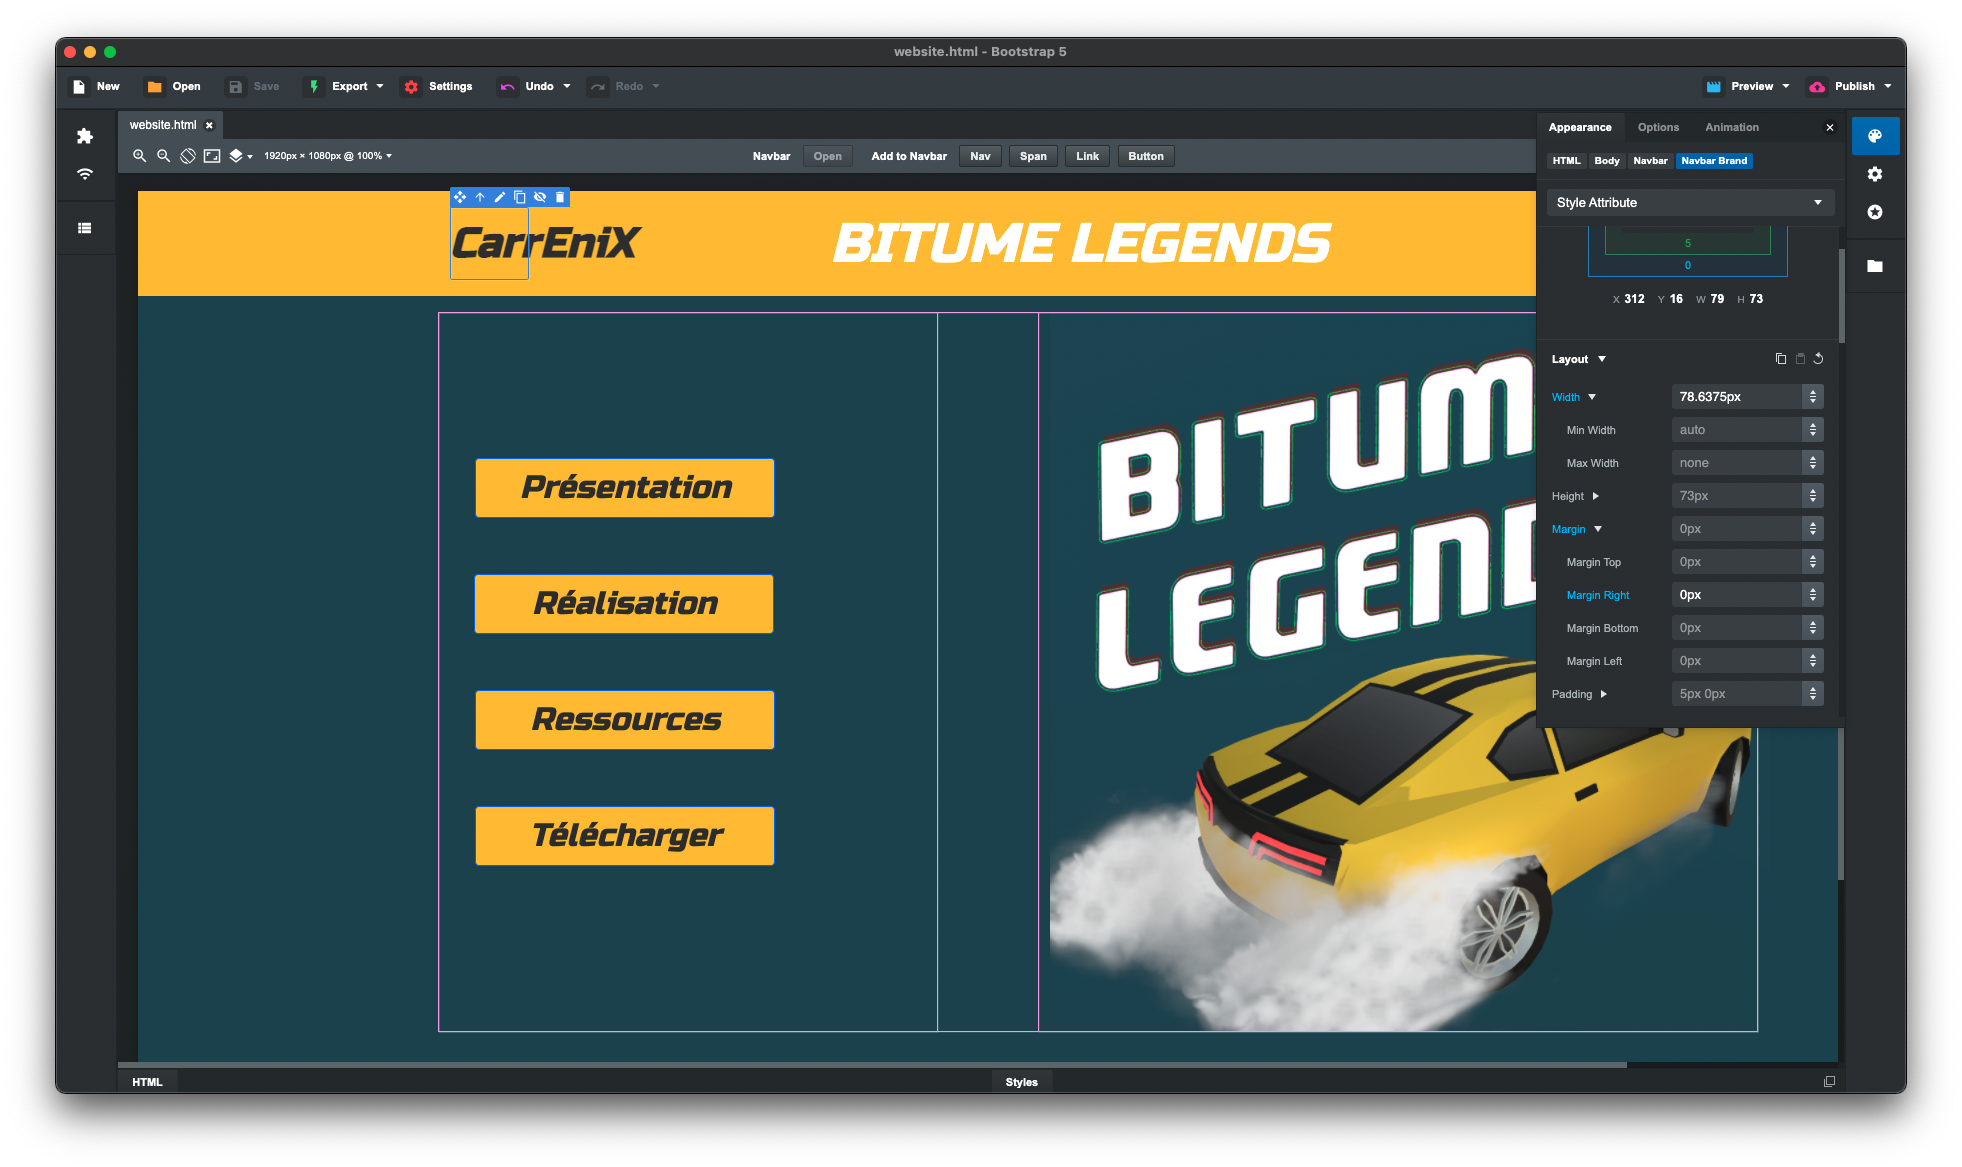 website.html - Bootstrap 5
New
Open
Save
Export
Settings
Undo
Redo
Preview
Publish
website.html
1920px × 1080px @ 100%
Navbar
Open
Add to Navbar
Nav
Span
Link
Button
Appearance
Options
Animation
HTML
Body
Navbar
Navbar Brand
Style Attribute
5
0
X 312 Y 16 W 79 H 73
Layout
Width 78.6375px
Min Width auto
Max Width none
Height 73px
Margin 0px
Margin Top 0px
Margin Right 0px
Margin Bottom 0px
Margin Left 0px
Padding 5px 0px
CarrEniX
BITUME LEGENDS
Présentation
Réalisation
Ressources
Télécharger
BITUM
LEGEND
HTML
Styles